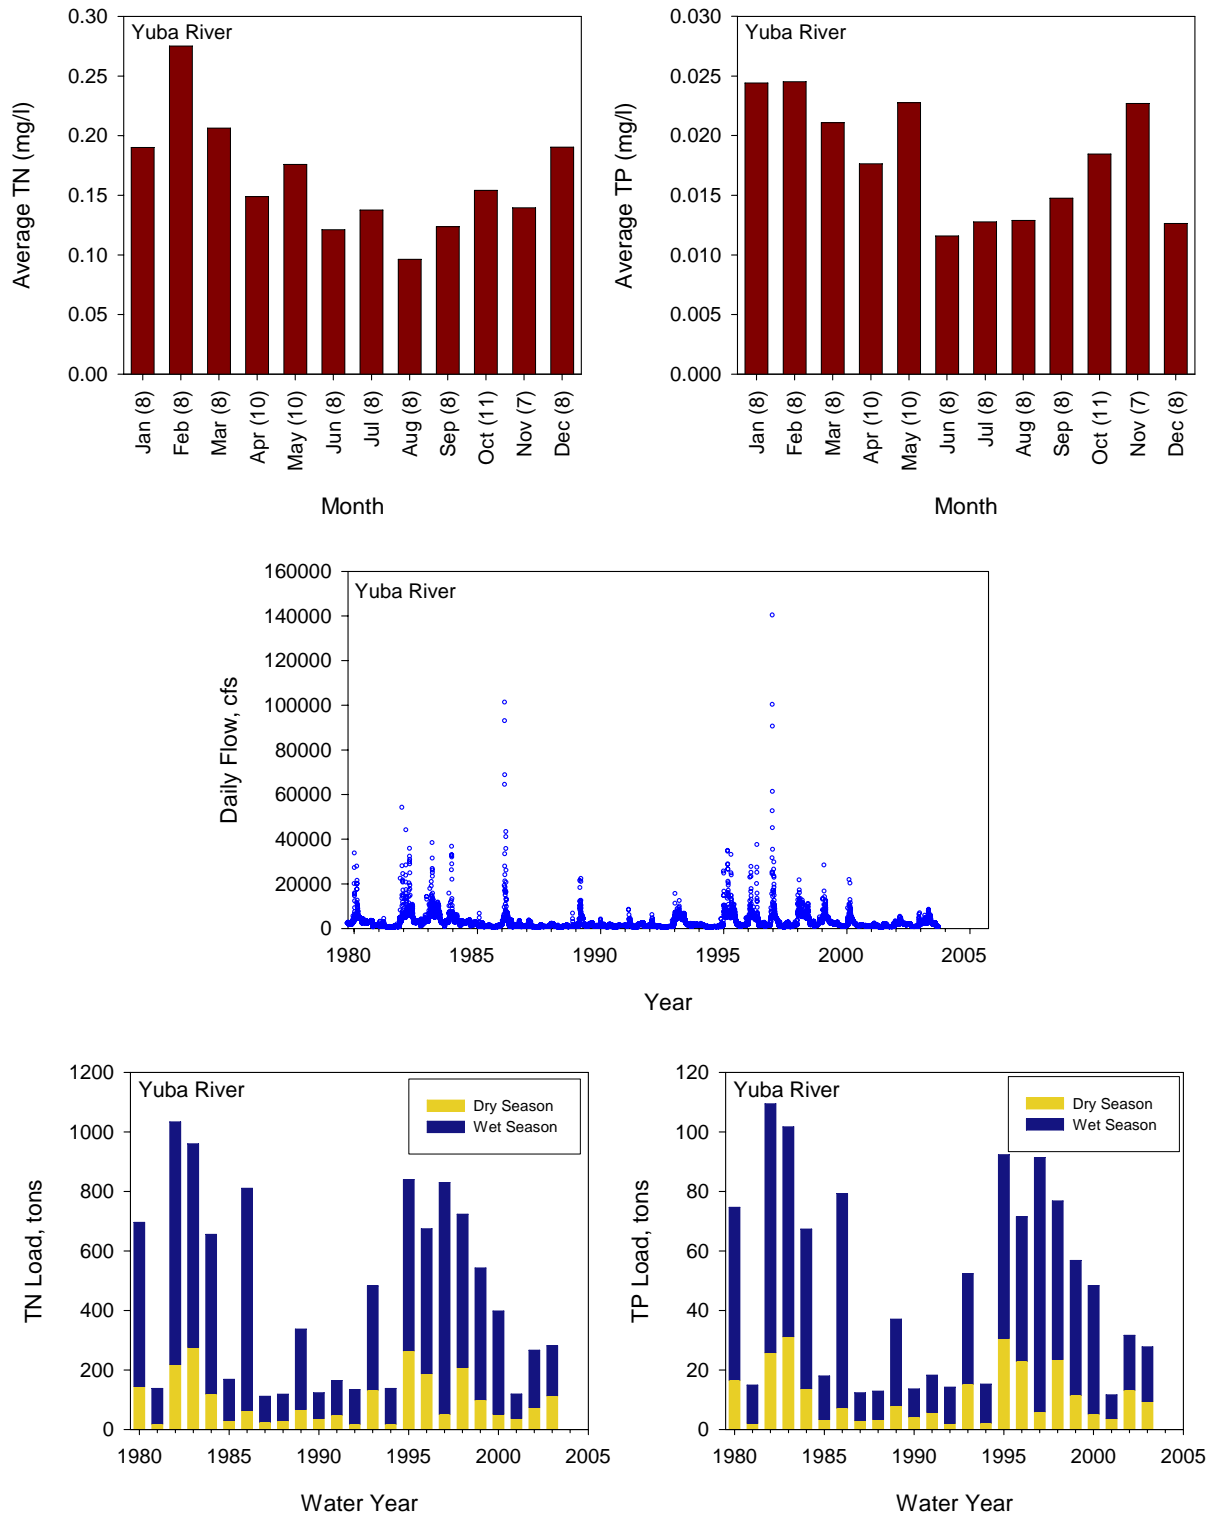 Yuba River
Average TN (mg/l)
0.30
0.25
0.20
0.15
0.10
0.05
0.00
Jan (8)
Feb (8)
Mar (8)
Apr (10)
May (10)
Jun (8)
Jul (8)
Aug (8)
Sep (8)
Oct (11)
Nov (7)
Dec (8)
Month
Yuba River
Average TP (mg/l)
0.030
0.025
0.020
0.015
0.010
0.005
0.000
Jan (8)
Feb (8)
Mar (8)
Apr (10)
May (10)
Jun (8)
Jul (8)
Aug (8)
Sep (8)
Oct (11)
Nov (7)
Dec (8)
Month
Yuba River
Daily Flow, cfs
160000
140000
120000
100000
80000
60000
40000
20000
0
1980
1985
1990
1995
2000
2005
Year
Yuba River
Dry Season
Wet Season
TN Load, tons
1200
1000
800
600
400
200
0
1980
1985
1990
1995
2000
2005
Water Year
Yuba River
Dry Season
Wet Season
TP Load, tons
120
100
80
60
40
20
0
1980
1985
1990
1995
2000
2005
Water Year